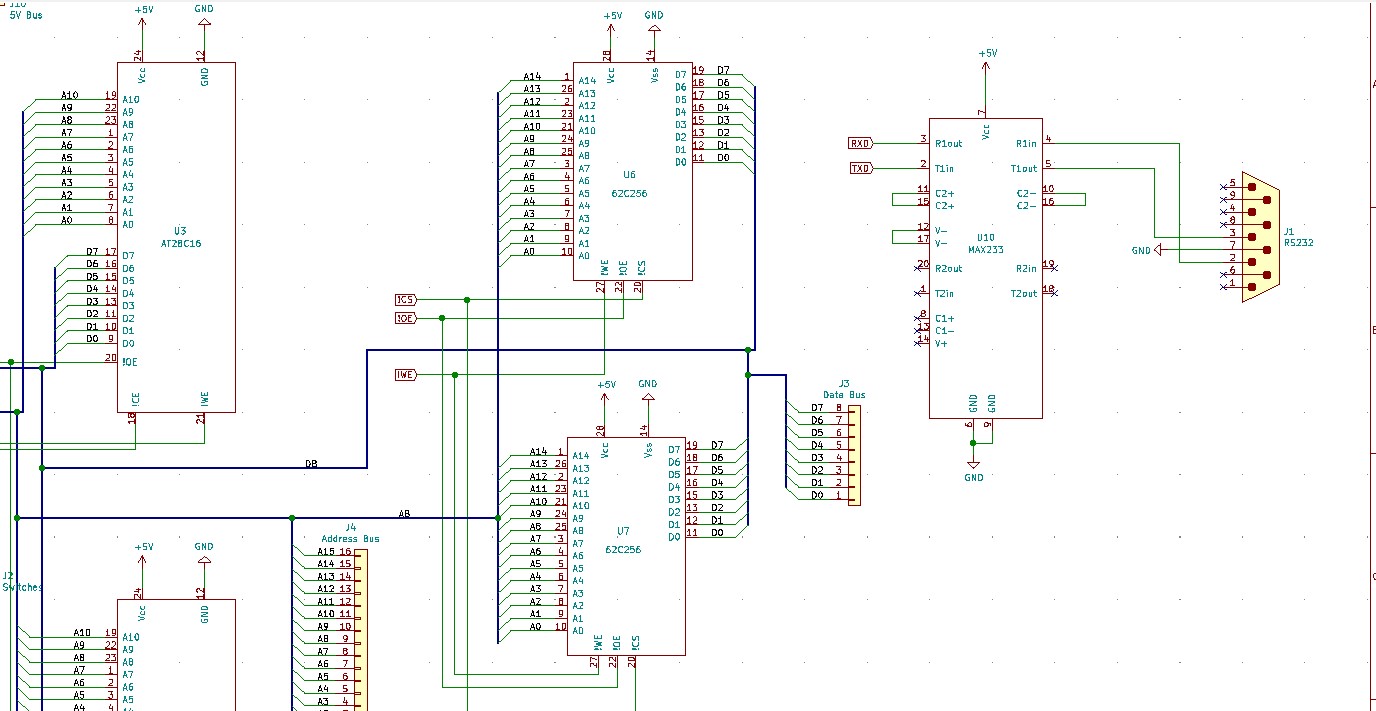 5V Bus
+5V
GND
24
12
Vcc
GND
A10 19 A10
A9 22 A9
A8 23 A8
A7 1 A7
A6 2 A6
A5 3 A5
A4 4 A4
A3 5 A3
A2 6 A2
A1 7 A1
A0 8 A0
U3
AT28C16
D7 17 D7
D6 16 D6
D5 15 D5
D4 14 D4
D3 13 D3
D2 11 D2
D1 10 D1
D0 9 D0
20 !OE
!CE
!WE
18
21
DB
AB
+5V
GND
28
14
Vcc
Vss
A14 1 A14
A13 26 A13
A12 2 A12
A11 23 A11
A10 21 A10
A9 24 A9
A8 25 A8
A7 3 A7
A6 4 A6
A5 5 A5
A4 6 A4
A3 7 A3
A2 8 A2
A1 9 A1
A0 10 A0
D7 19 D7
D6 18 D6
D5 17 D5
D4 16 D4
D3 15 D3
D2 13 D2
D1 12 D1
D0 11 D0
U6
62C256
!WE
!OE
!CS
27
22
20
!CS
!OE
!WE
+5V
GND
28
14
Vcc
Vss
A14 1 A14
A13 26 A13
A12 2 A12
A11 23 A11
A10 21 A10
A9 24 A9
A8 25 A8
A7 3 A7
A6 4 A6
A5 5 A5
A4 6 A4
A3 7 A3
A2 8 A2
A1 9 A1
A0 10 A0
D7 19 D7
D6 18 D6
D5 17 D5
D4 16 D4
D3 15 D3
D2 13 D2
D1 12 D1
D0 11 D0
U7
62C256
!WE
!OE
!CS
27
22
20
J3
Data Bus
D7 8
D6 7
D5 6
D4 5
D3 4
D2 3
D1 2
D0 1
+5V
7
Vcc
RXD 3 R1out
TXD 2 T1in
11 C2+
15 C2+
12 V-
17 V-
20 R2out
1 T2in
8 C1+
13 C1-
14 V+
U10
MAX233
R1in 4
T1out 5
C2- 10
C2- 16
R2in 19
T2out 18
GND
GND
6
9
GND
5
9
4
8
3
GND 7
2
6
1
J1
RS232
J4
Address Bus
A15 16
A14 15
A13 14
A12 13
A11 12
A10 11
A9 10
A8 9
A7 8
A6 7
A5 6
A4 5
A3 4
J2
Switches
+5V
GND
24
12
Vcc
GND
A10 19 A10
A9 22 A9
A8 23 A8
A7 1 A7
A6 2 A6
A5 3 A5
A4 4
A
B
C